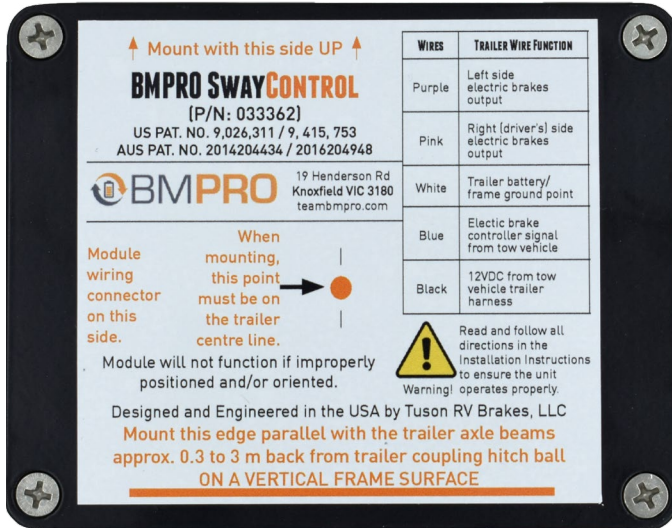 Mount with this side UP
BMPRO SWAYCONTROL
(P/N: 033362)
US PAT. NO. 9,026,311 / 9, 415, 753
AUS PAT. NO. 2014204434 / 2016204948
BMPRO
19 Henderson Rd
Knoxfield VIC 3180
teambmpro.com
WIRES TRAILER WIRE FUNCTION
Purple Left side
electric brakes
output
Pink Right (driver's) side
electric brakes
output
White Trailer battery/
frame ground point
Blue Electic brake
controller signal
from tow vehicle
Black 12VDC from tow
vehicle trailer
harness
Module
wiring
connector
on this
side.
When
mounting,
this point
must be on
the trailer
centre line.
Module will not function if improperly
positioned and/or oriented.
Warning!
Read and follow all
directions in the
Installation Instructions
to ensure the unit
operates properly.
Designed and Engineered in the USA by Tuson RV Brakes, LLC
Mount this edge parallel with the trailer axle beams
approx. 0.3 to 3 m back from trailer coupling hitch ball
ON A VERTICAL FRAME SURFACE